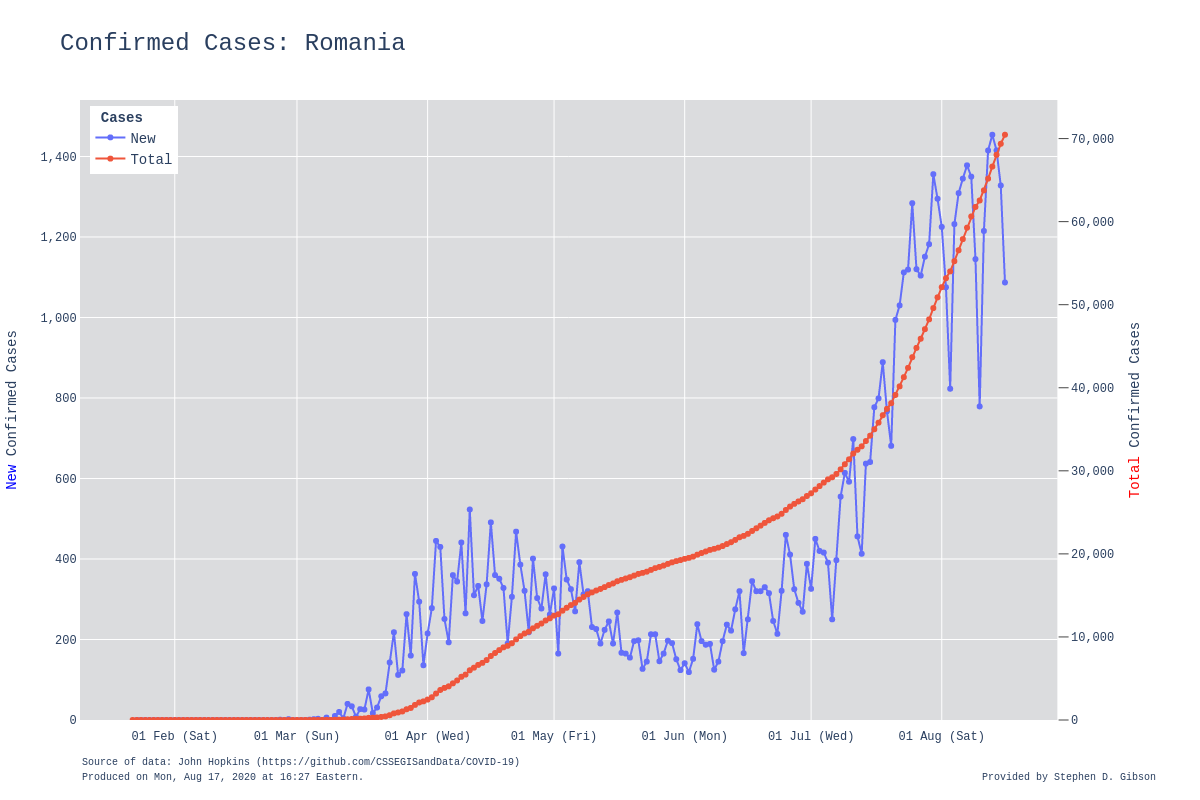 Confirmed Cases: Romania
Cases
New
Total
1,400
1,200
1,000
800
600
400
200
0
New Confirmed Cases
70,000
60,000
50,000
40,000
30,000
20,000
10,000
0
Total Confirmed Cases
01 Feb (Sat) 01 Mar (Sun) 01 Apr (Wed) 01 May (Fri) 01 Jun (Mon) 01 Jul (Wed) 01 Aug (Sat)
Source of data: John Hopkins (https://github.com/CSSEGISandData/COVID-19)
Produced on Mon, Aug 17, 2020 at 16:27 Eastern.
Provided by Stephen D. Gibson